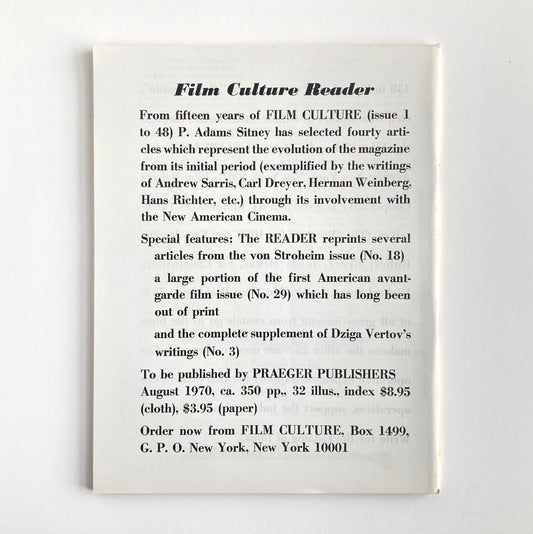 Film Culture Reader
From fifteen years of FILM CULTURE (issue 1
to 48) P. Adams Sitney has selected fourty arti-
cles which represent the evolution of the magazine
from its initial period (exemplified by the writings
of Andrew Sarris, Carl Dreyer, Herman Weinberg,
Hans Richter, etc.) through its involvement with
the New American Cinema.
Special features: The READER reprints several
articles from the von Stroheim issue (No. 18)
a large portion of the first American avant-
garde film issue (No. 29) which has long been
out of print
and the complete supplement of Dziga Vertov's
writings (No. 3)
To be published by PRAEGER PUBLISHERS
August 1970, ca. 350 pp,, 32 illus., index $8.95
(cloth), $3.95 (paper)
Order now from FILM CULTURE, Box 1499,
G. P. O. New York, New York 10001